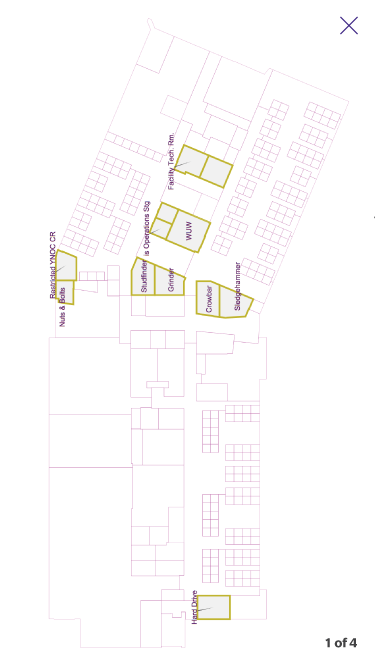 Facility Tech. Rm.
is Operations Stg
WUW
Restricted YNOC CR
Studfinder
Grinder
Sledgehammer
Crowbar
Nuts & Bolts
Hard Drive
1 of 4